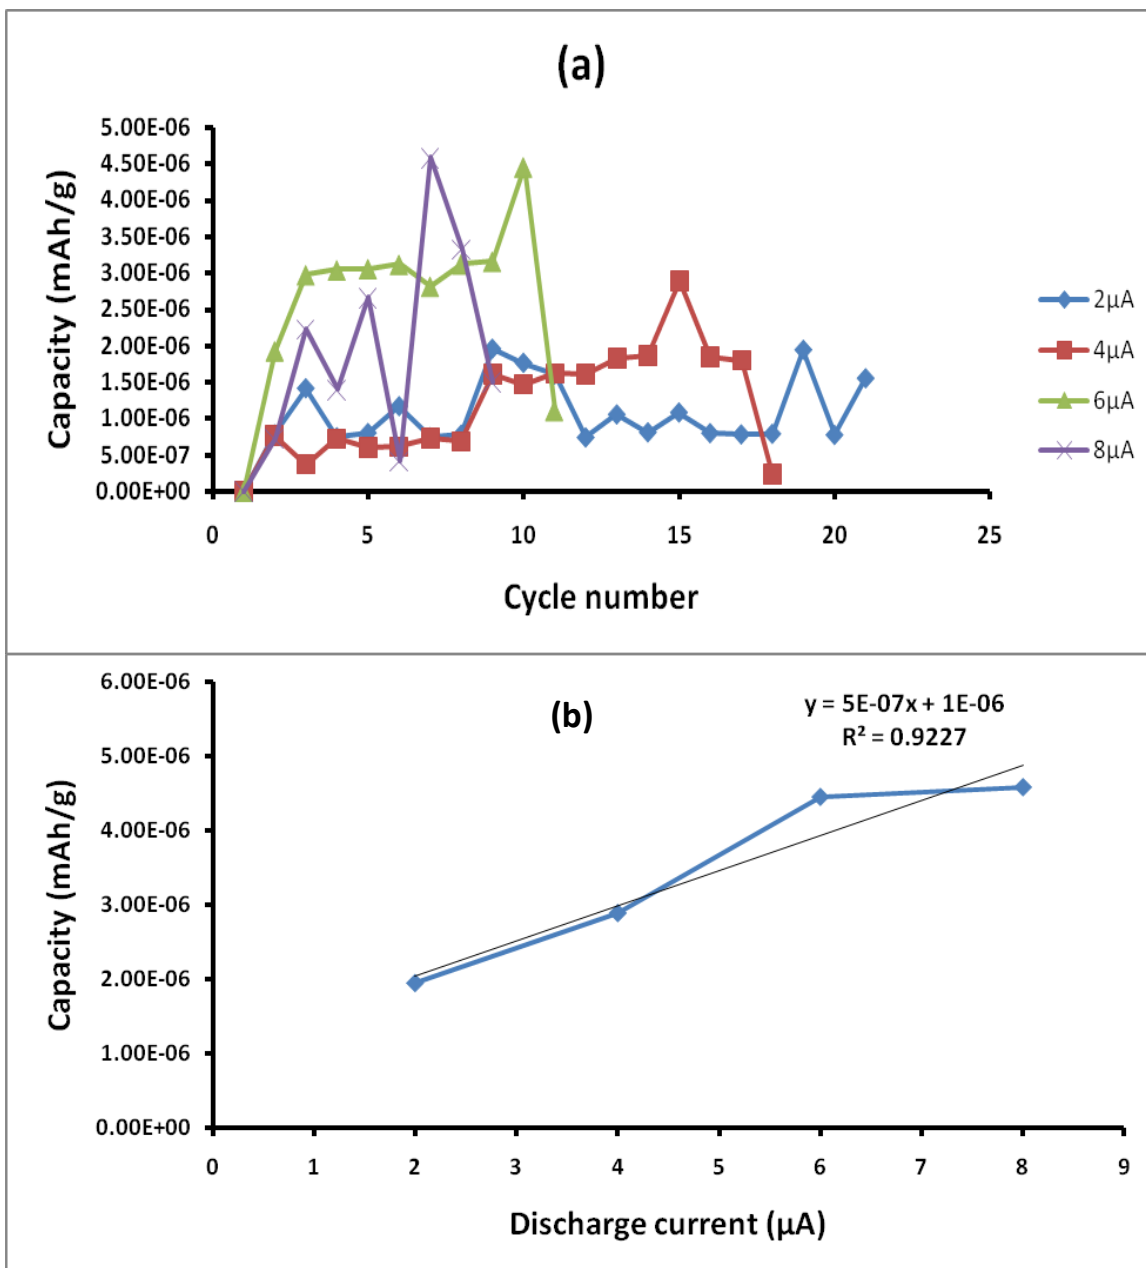 (a)
Capacity (mAh/g)
5.00E-06
4.50E-06
4.00E-06
3.50E-06
3.00E-06
2.50E-06
2.00E-06
1.50E-06
1.00E-06
5.00E-07
0.00E+00
0 5 10 15 20 25
Cycle number
2µA
4µA
6µA
8µA
(b)
y = 5E-07x + 1E-06
R² = 0.9227
Capacity (mAh/g)
6.00E-06
5.00E-06
4.00E-06
3.00E-06
2.00E-06
1.00E-06
0.00E+00
0 1 2 3 4 5 6 7 8 9
Discharge current (µA)